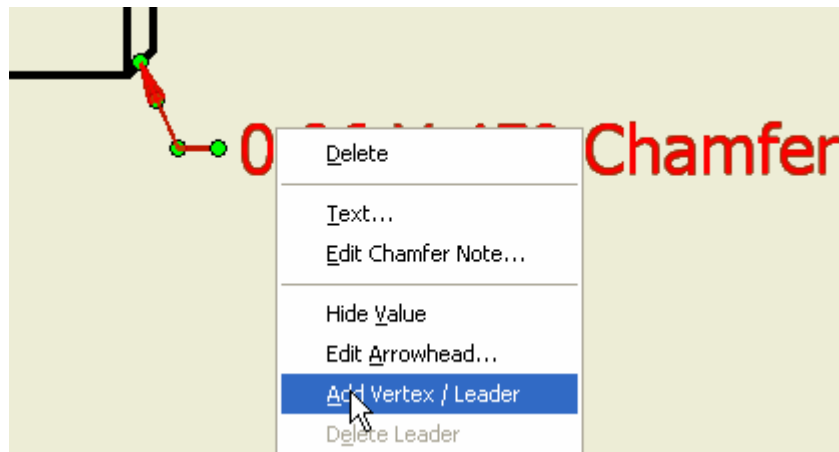 0 Chamfer
Delete
Text...
Edit Chamfer Note...
Hide Value
Edit Arrowhead...
Add Vertex / Leader
Delete Leader